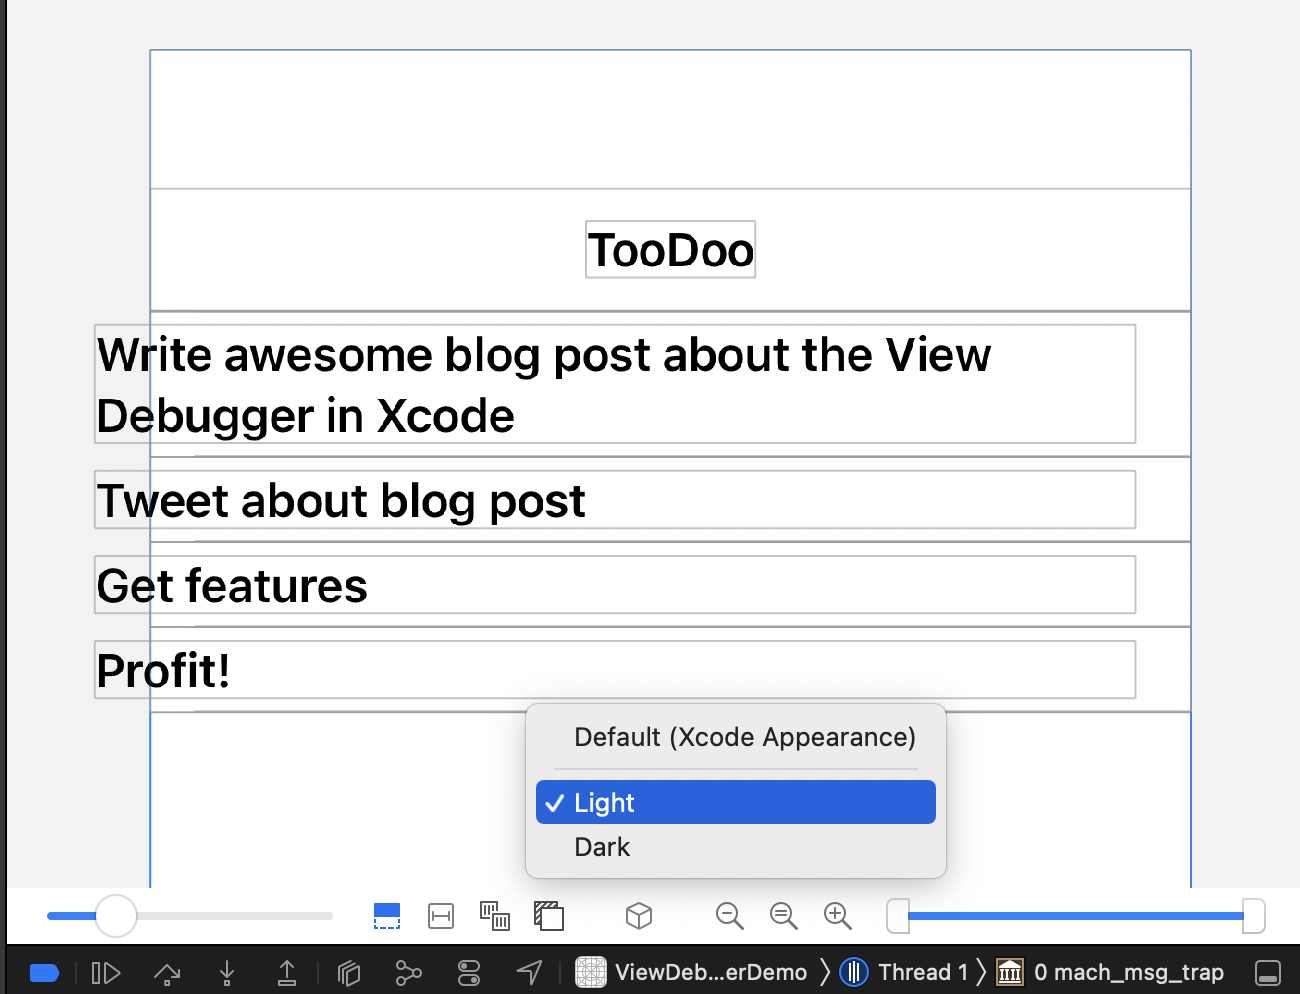 TooDoo
Write awesome blog post about the View
Debugger in Xcode
Tweet about blog post
Get features
Profit!
Default (Xcode Appearance)
Light
Dark
ViewDeb...erDemo
Thread 1
0 mach_msg_trap